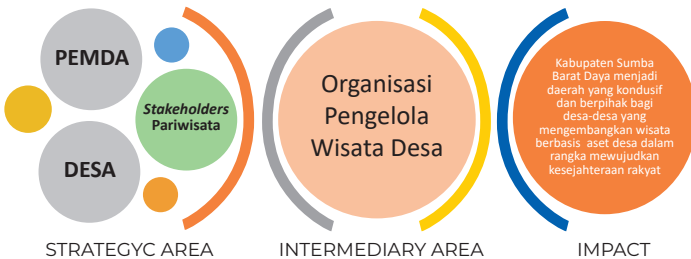 PEMDA
Stakeholders
Pariwisata
DESA
Organisasi
Pengelola
Wisata Desa
Kabupaten Sumba
Barat Daya menjadi
daerah yang kondusif
dan berpihak bagi
desa-desa yang
mengembangkan wisata
berbasis aset desa dalam
rangka mewujudkan
kesejahteraan rakyat
STRATEGYC AREA
INTERMEDIARY AREA
IMPACT